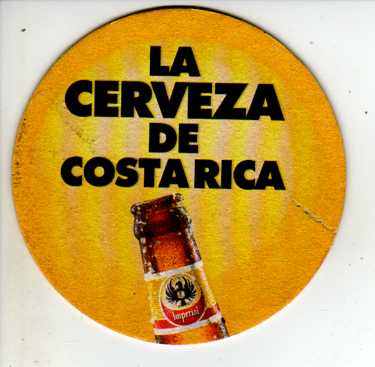 LA
CERVEZA
DE
COSTA RICA
Imperial